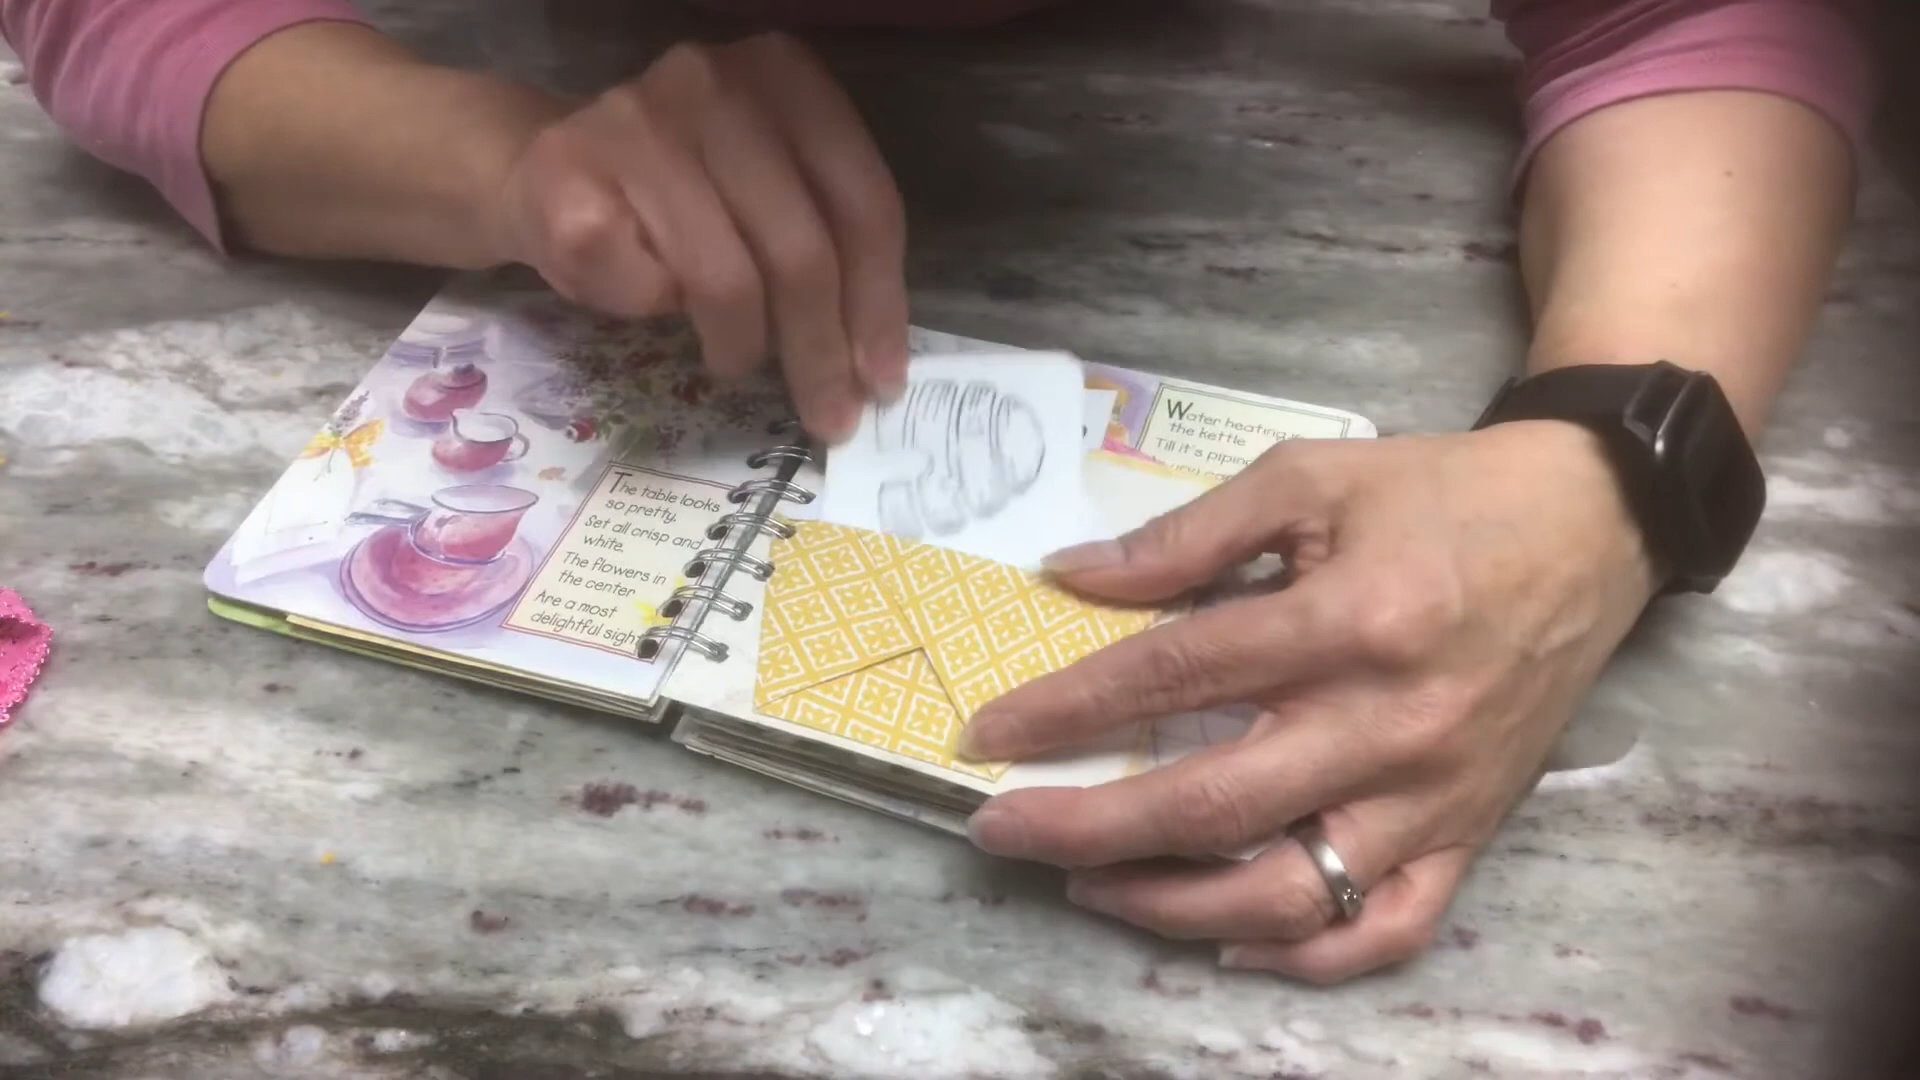 The table looks
so pretty.
Set all crisp and
white.
The flowers in
the center
Are a most
delightful sigh
Water heating
the kettle
Till it's piping